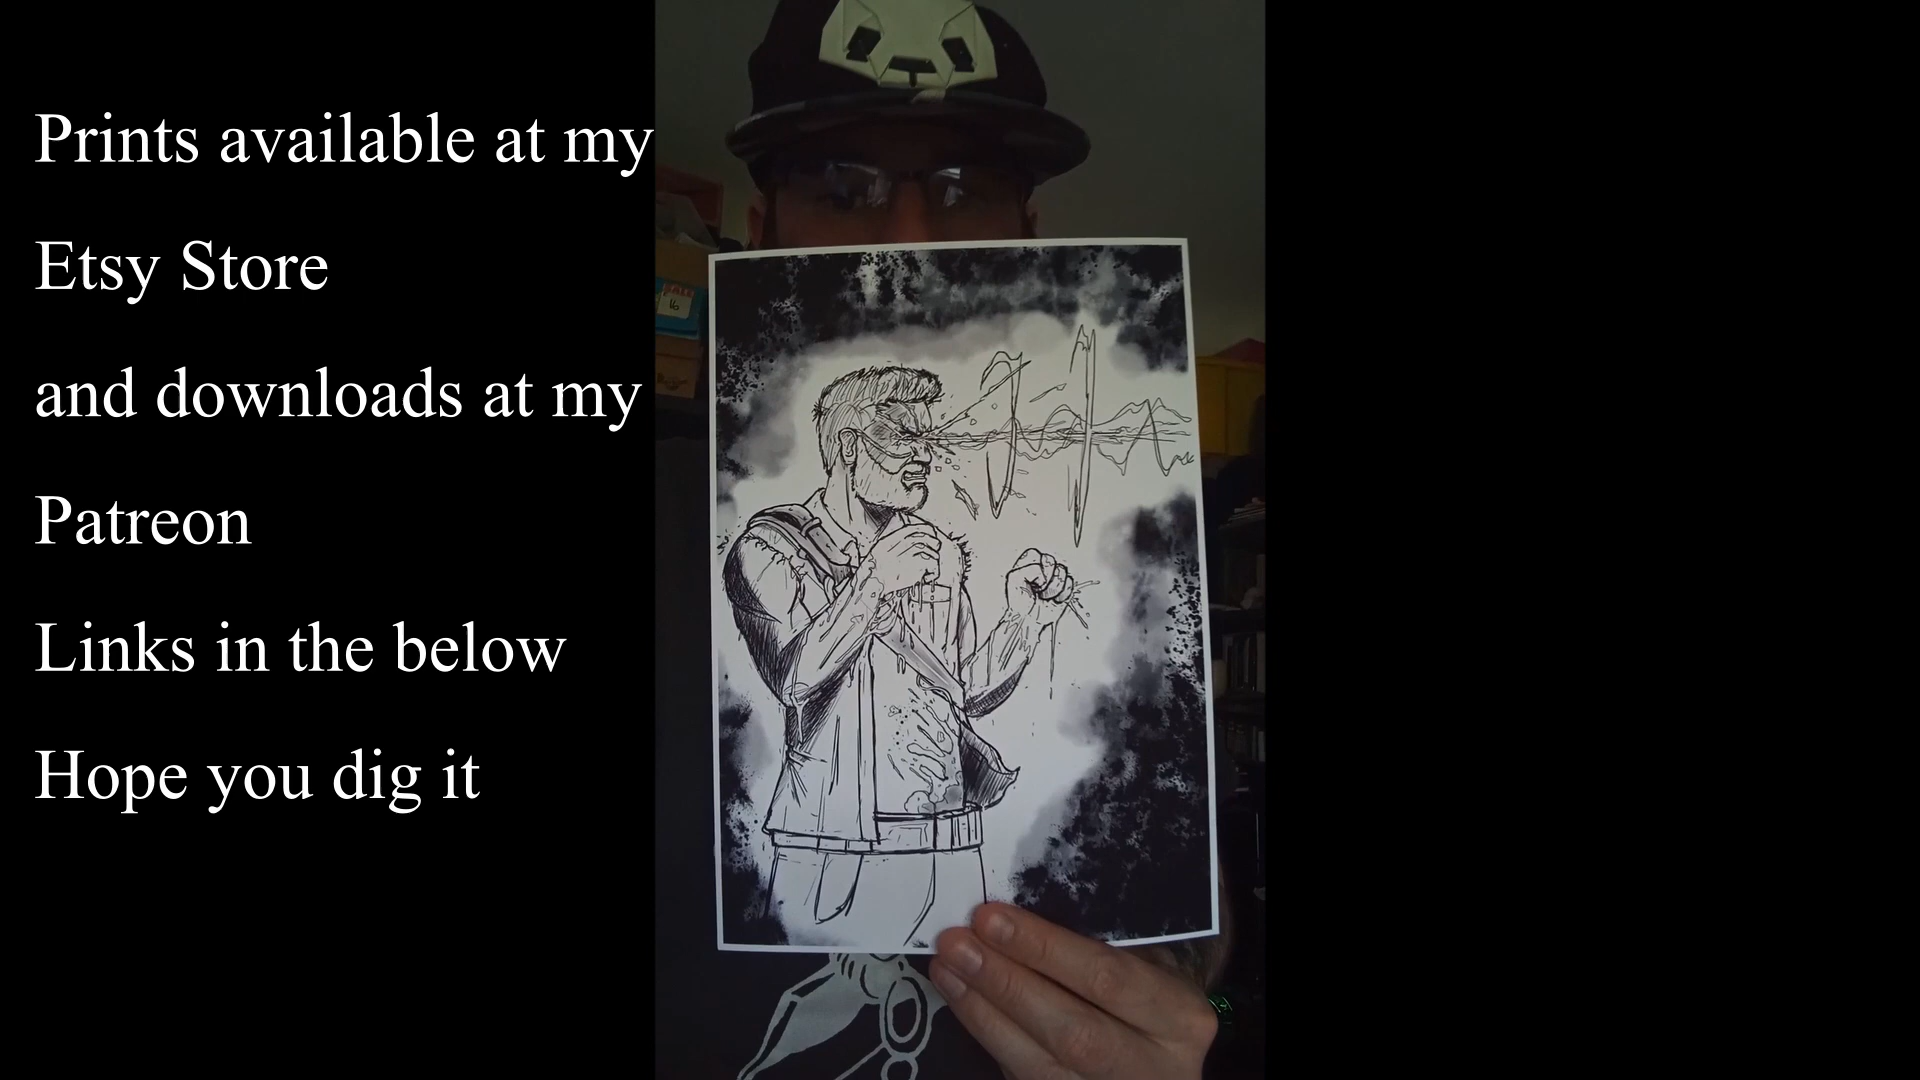 Prints available at my
Etsy Store
and downloads at my
Patreon
Links in the below
Hope you dig it